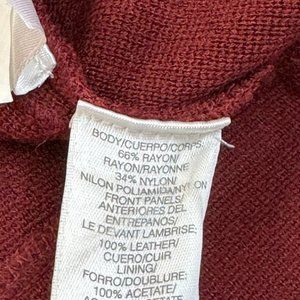 BODY/CUERPO/CORPS:
66% RAYON/
RAYON/RAYONNE
34% NYLON/
NILON POLIAMIDA/NYLON
FRONT PANELS/
ANTERIORES DEL
ENTREPANOS/
LE DEVANT LAMBRISE:
100% LEATHER/
CUERO/CUIR
LINING/
FORRO/DOUBLURE:
100% ACETATE/